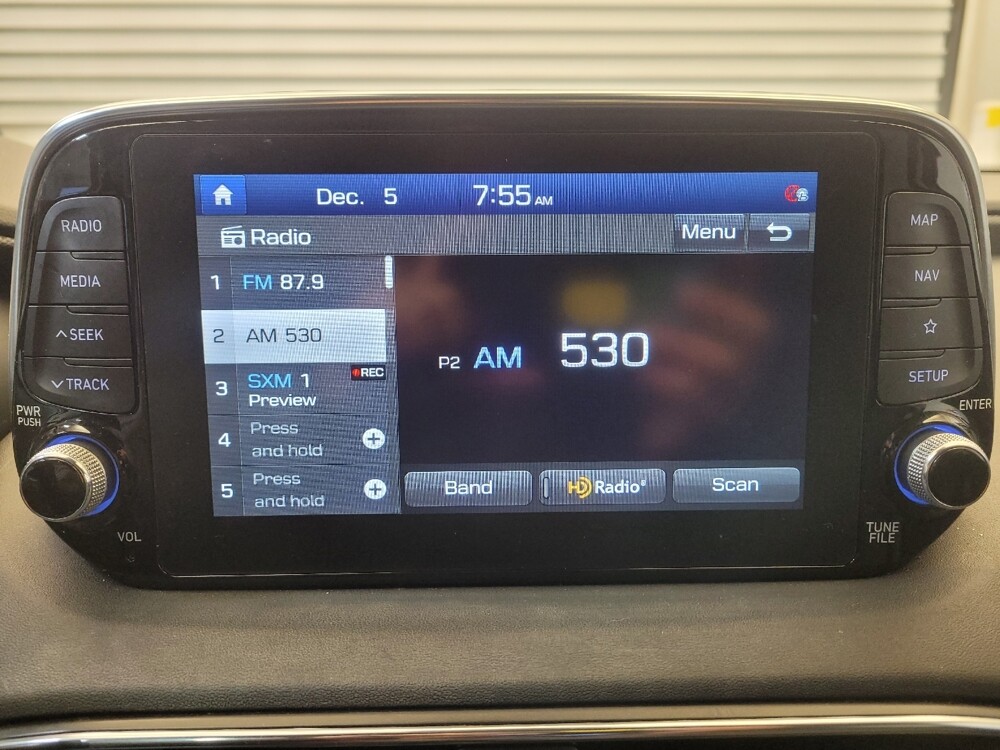 Dec. 5 7:55 AM
Radio
Menu
1 FM 87.9
2 AM 530
3 SXM 1
REC
Preview
4 Press
and hold
5 Press
and hold
P2 AM 530
Band
HD Radio
Scan
RADIO
MEDIA
SEEK
TRACK
PWR
PUSH
VOL
MAP
NAV
SETUP
ENTER
TUNE
FILE